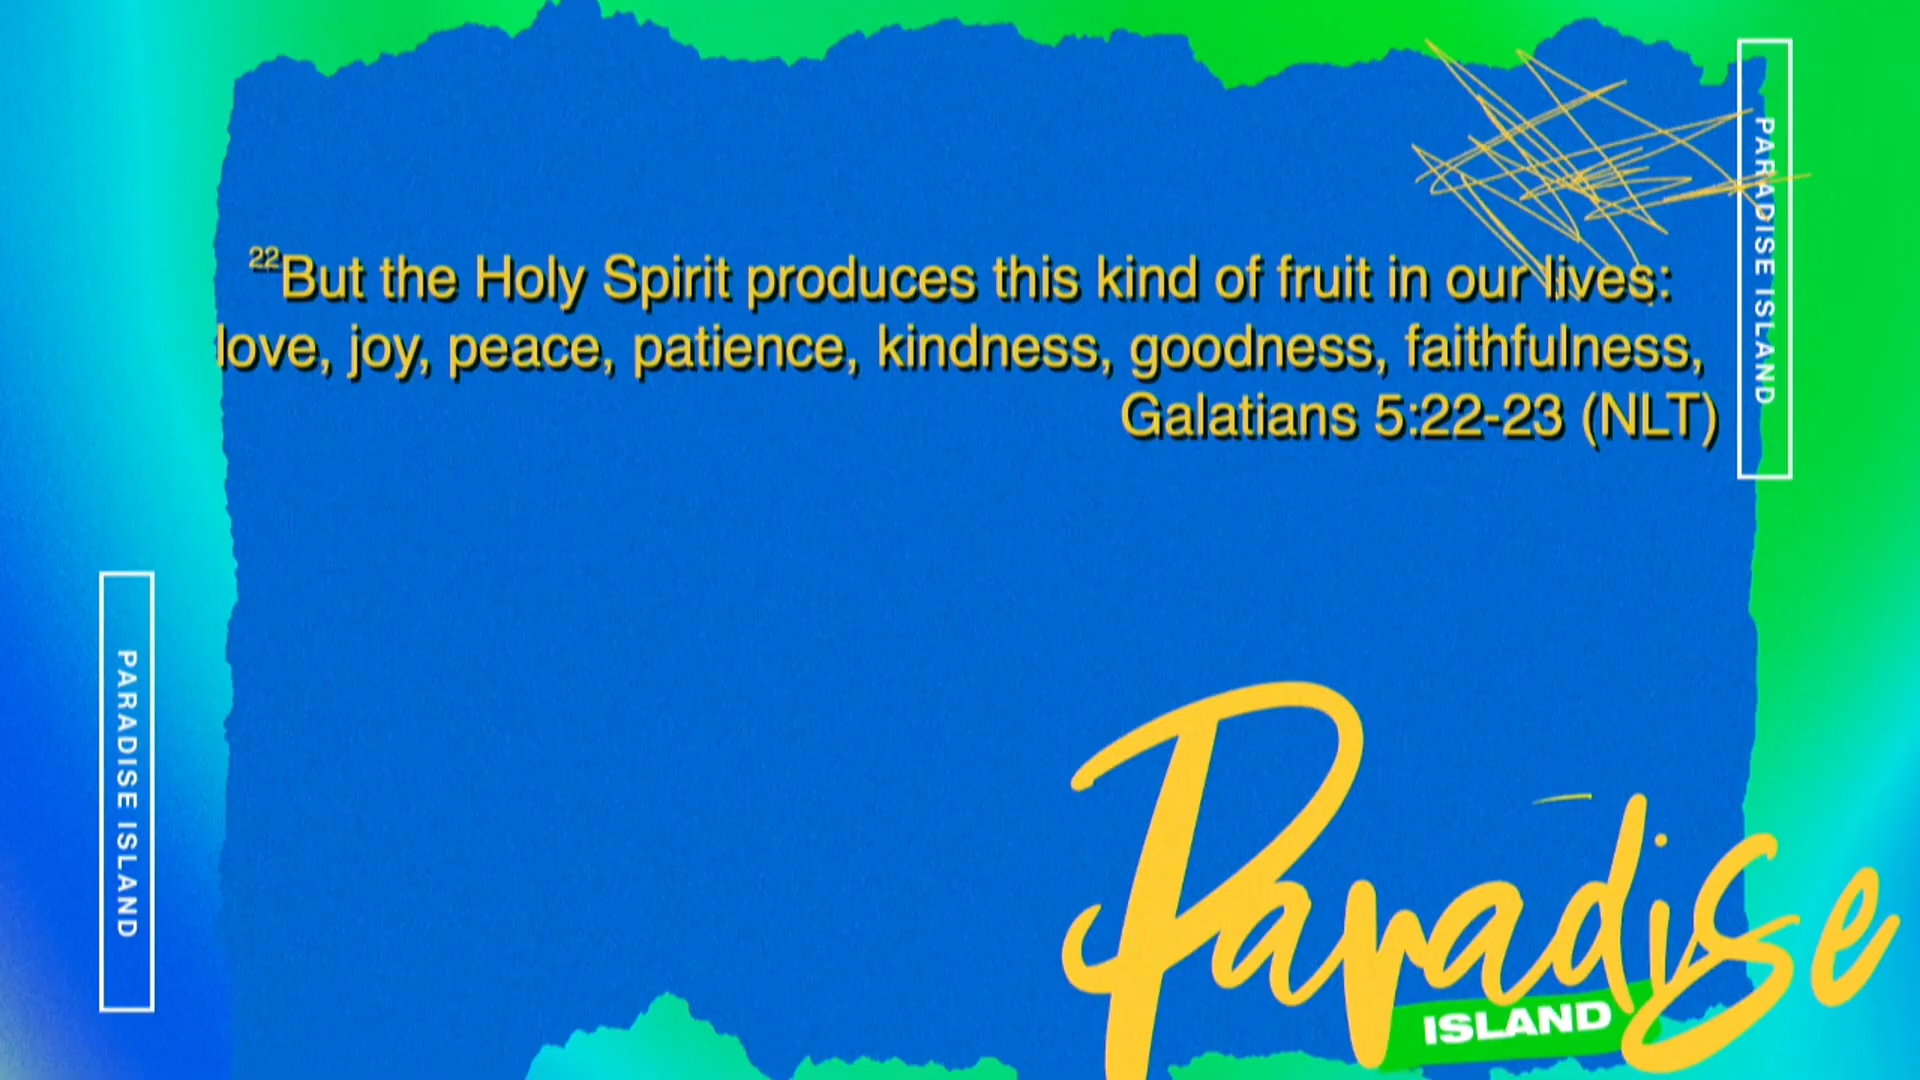 PARADISE ISLAND
²²But the Holy Spirit produces this kind of fruit in our lives:
love, joy, peace, patience, kindness, goodness, faithfulness,
Galatians 5:22-23 (NLT)
PARADISE ISLAND
Paradise
ISLAND